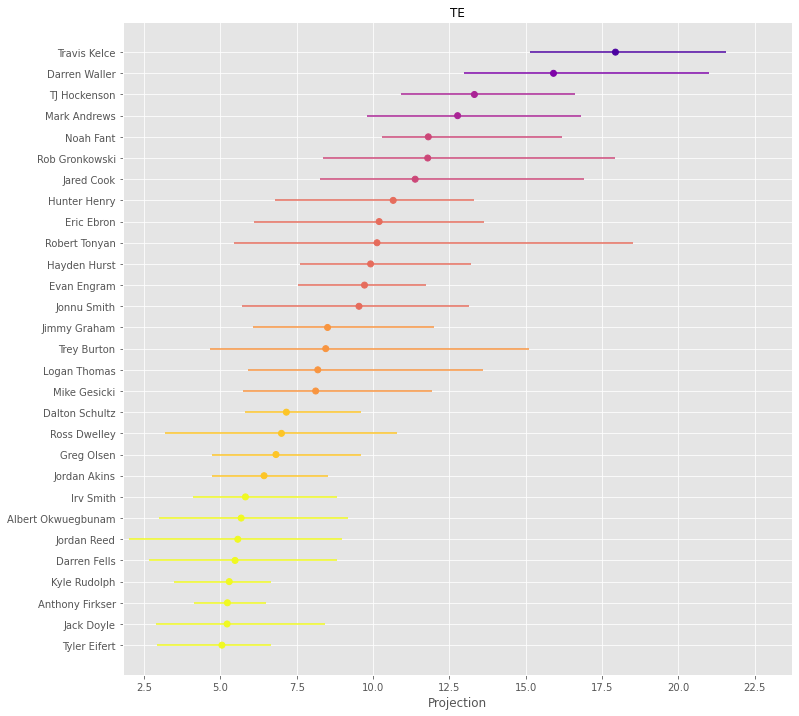 TE
Travis Kelce
Darren Waller
TJ Hockenson
Mark Andrews
Noah Fant
Rob Gronkowski
Jared Cook
Hunter Henry
Eric Ebron
Robert Tonyan
Hayden Hurst
Evan Engram
Jonnu Smith
Jimmy Graham
Trey Burton
Logan Thomas
Mike Gesicki
Dalton Schultz
Ross Dwelley
Greg Olsen
Jordan Akins
Irv Smith
Albert Okwuegbunam
Jordan Reed
Darren Fells
Kyle Rudolph
Anthony Firkser
Jack Doyle
Tyler Eifert
2.5 5.0 7.5 10.0 12.5 15.0 17.5 20.0 22.5
Projection